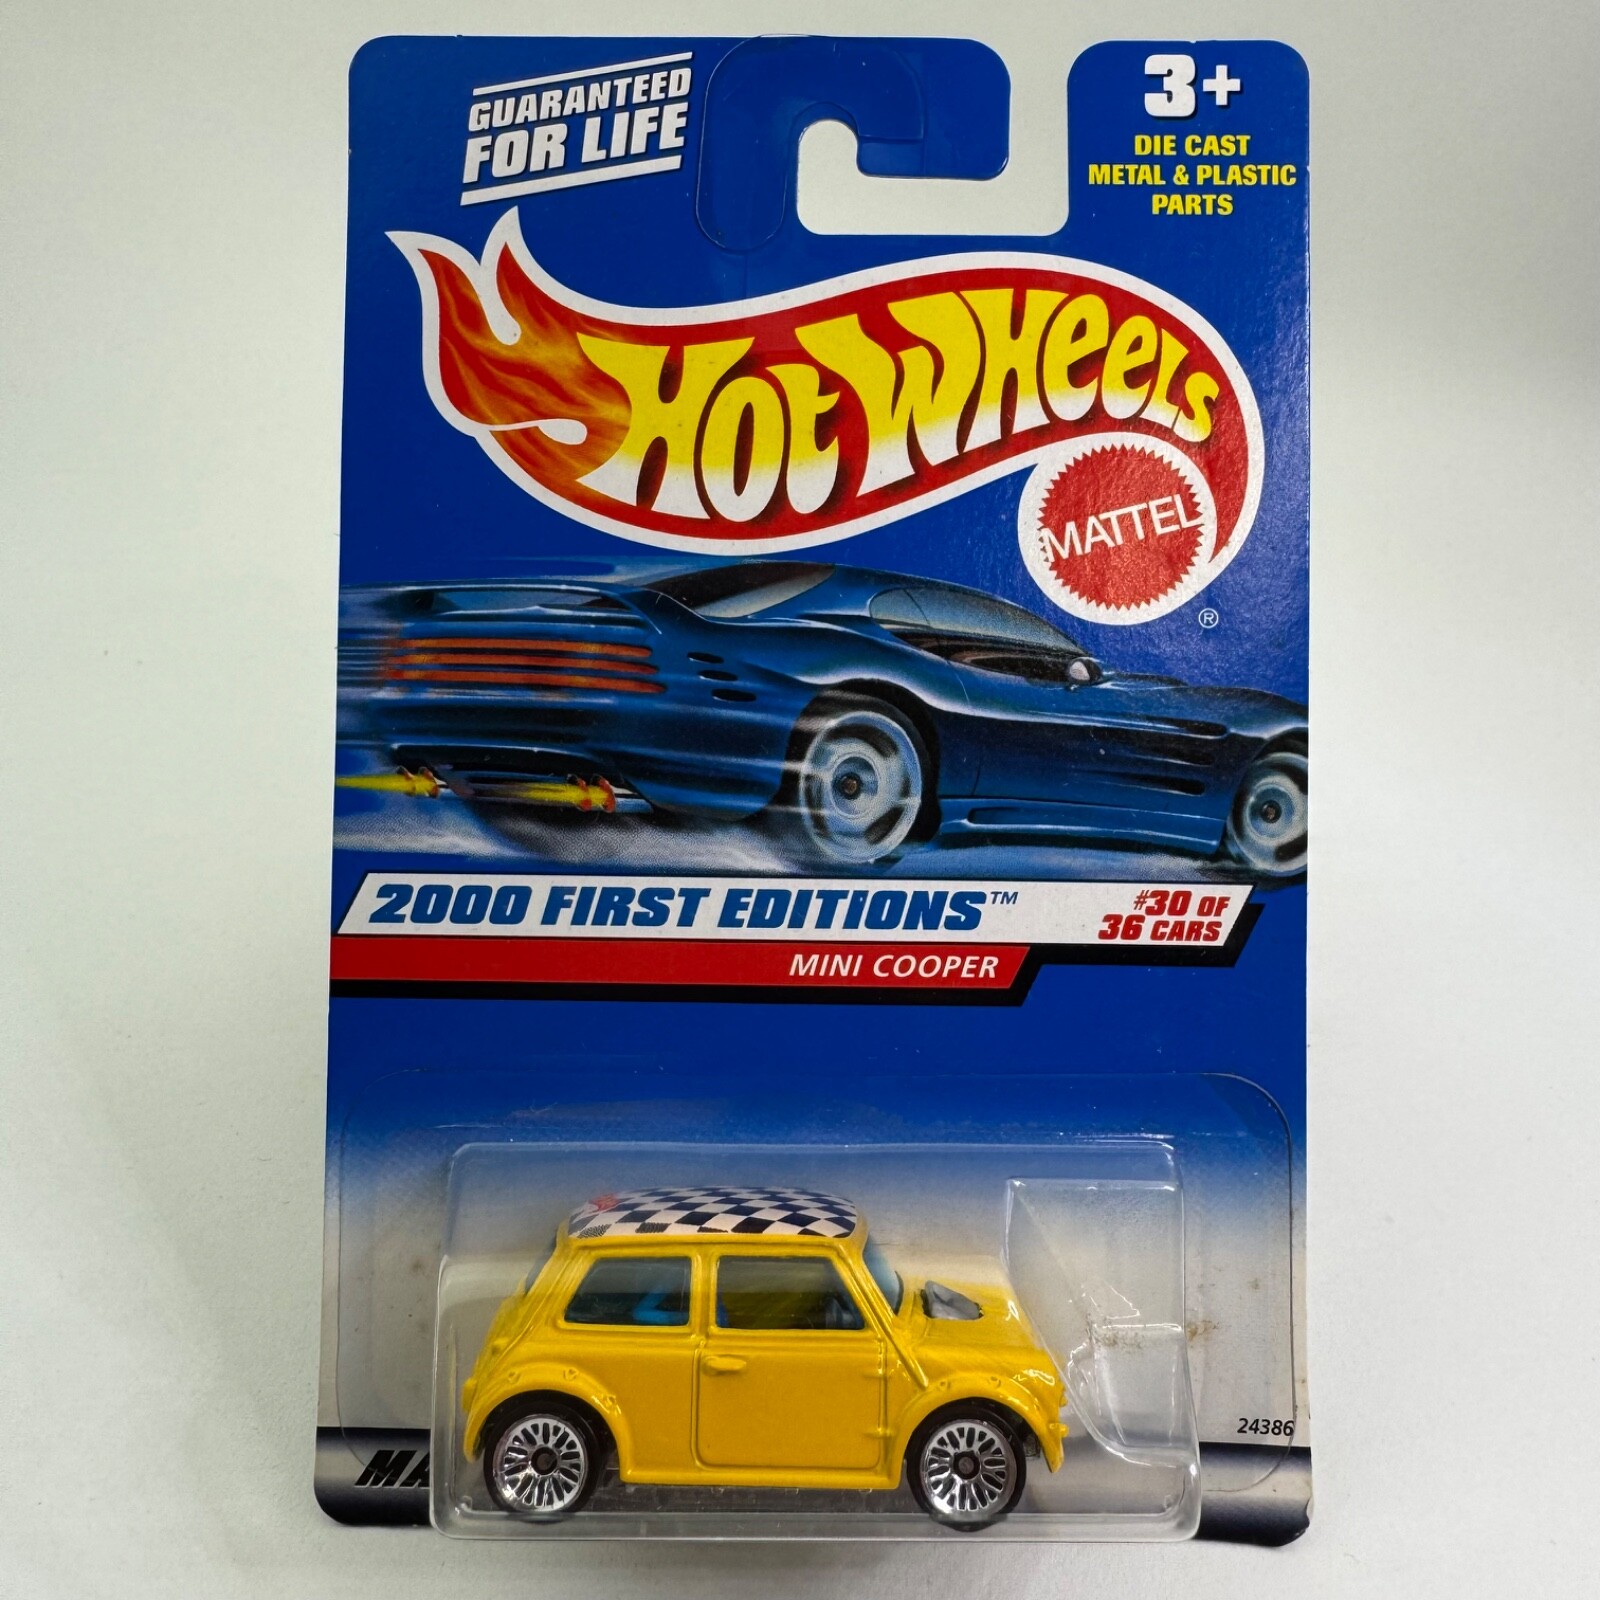 GUARANTEED
FOR LIFE
3+
DIE CAST
METAL & PLASTIC
PARTS
HOT WHEELS
MATTEL
®
2000 FIRST EDITIONS™
#30 OF
36 CARS
MINI COOPER
24386